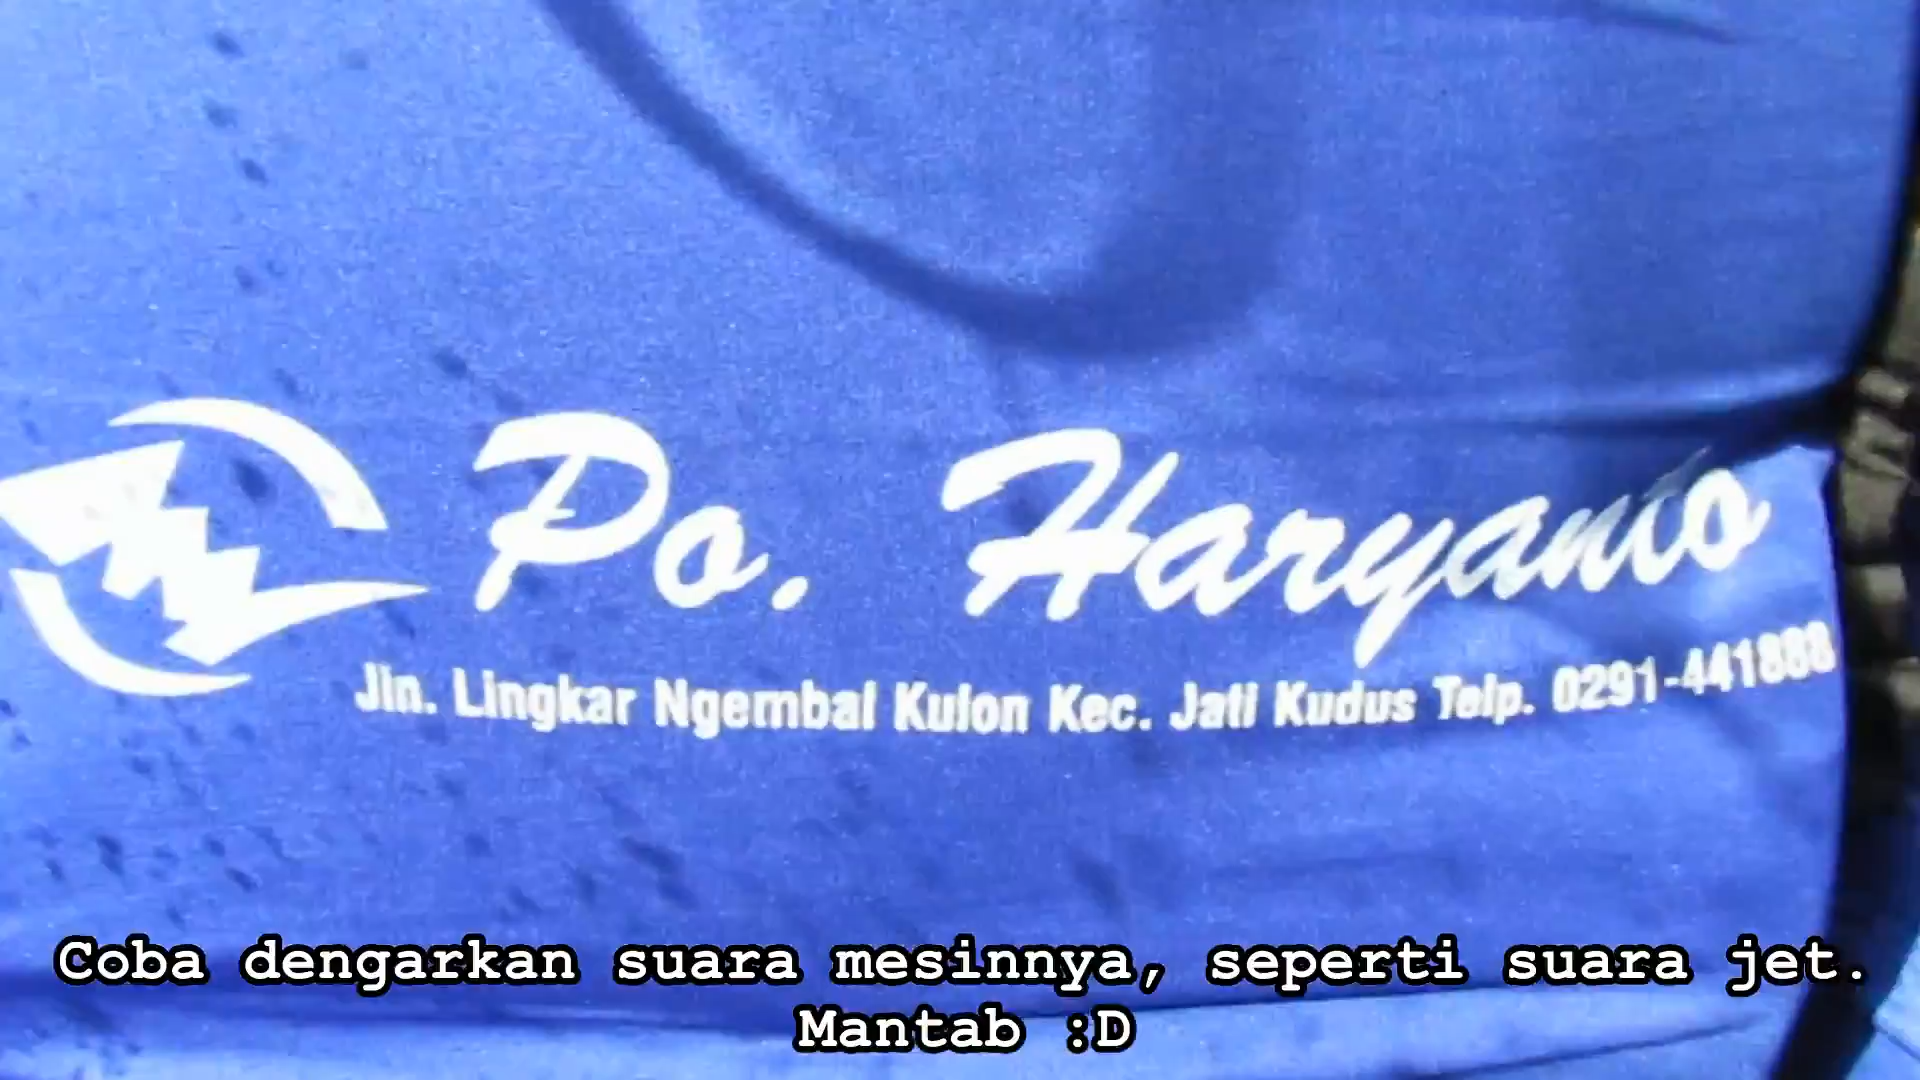 Po. Haryanto
Jln. Lingkar Ngembal Kulon Kec. Jati Kudus Telp. 0291-441888
Coba dengarkan suara mesinnya, seperti suara jet.
Mantab :D